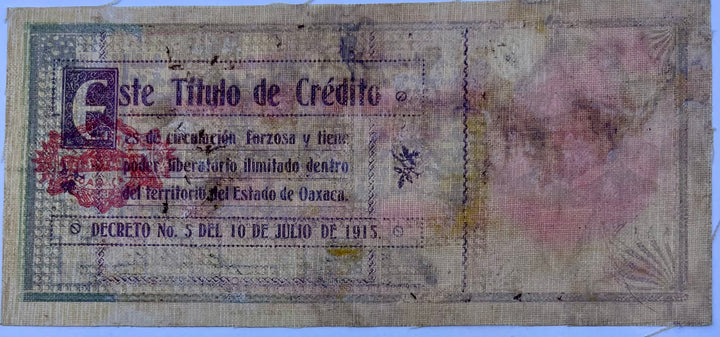 Este Título de Crédito
es de circulación forzosa y tiene
poder liberatorio ilimitado dentro
del territorio del Estado de Oaxaca.
DECRETO No. 5 DEL 10 DE JULIO DE 1915.